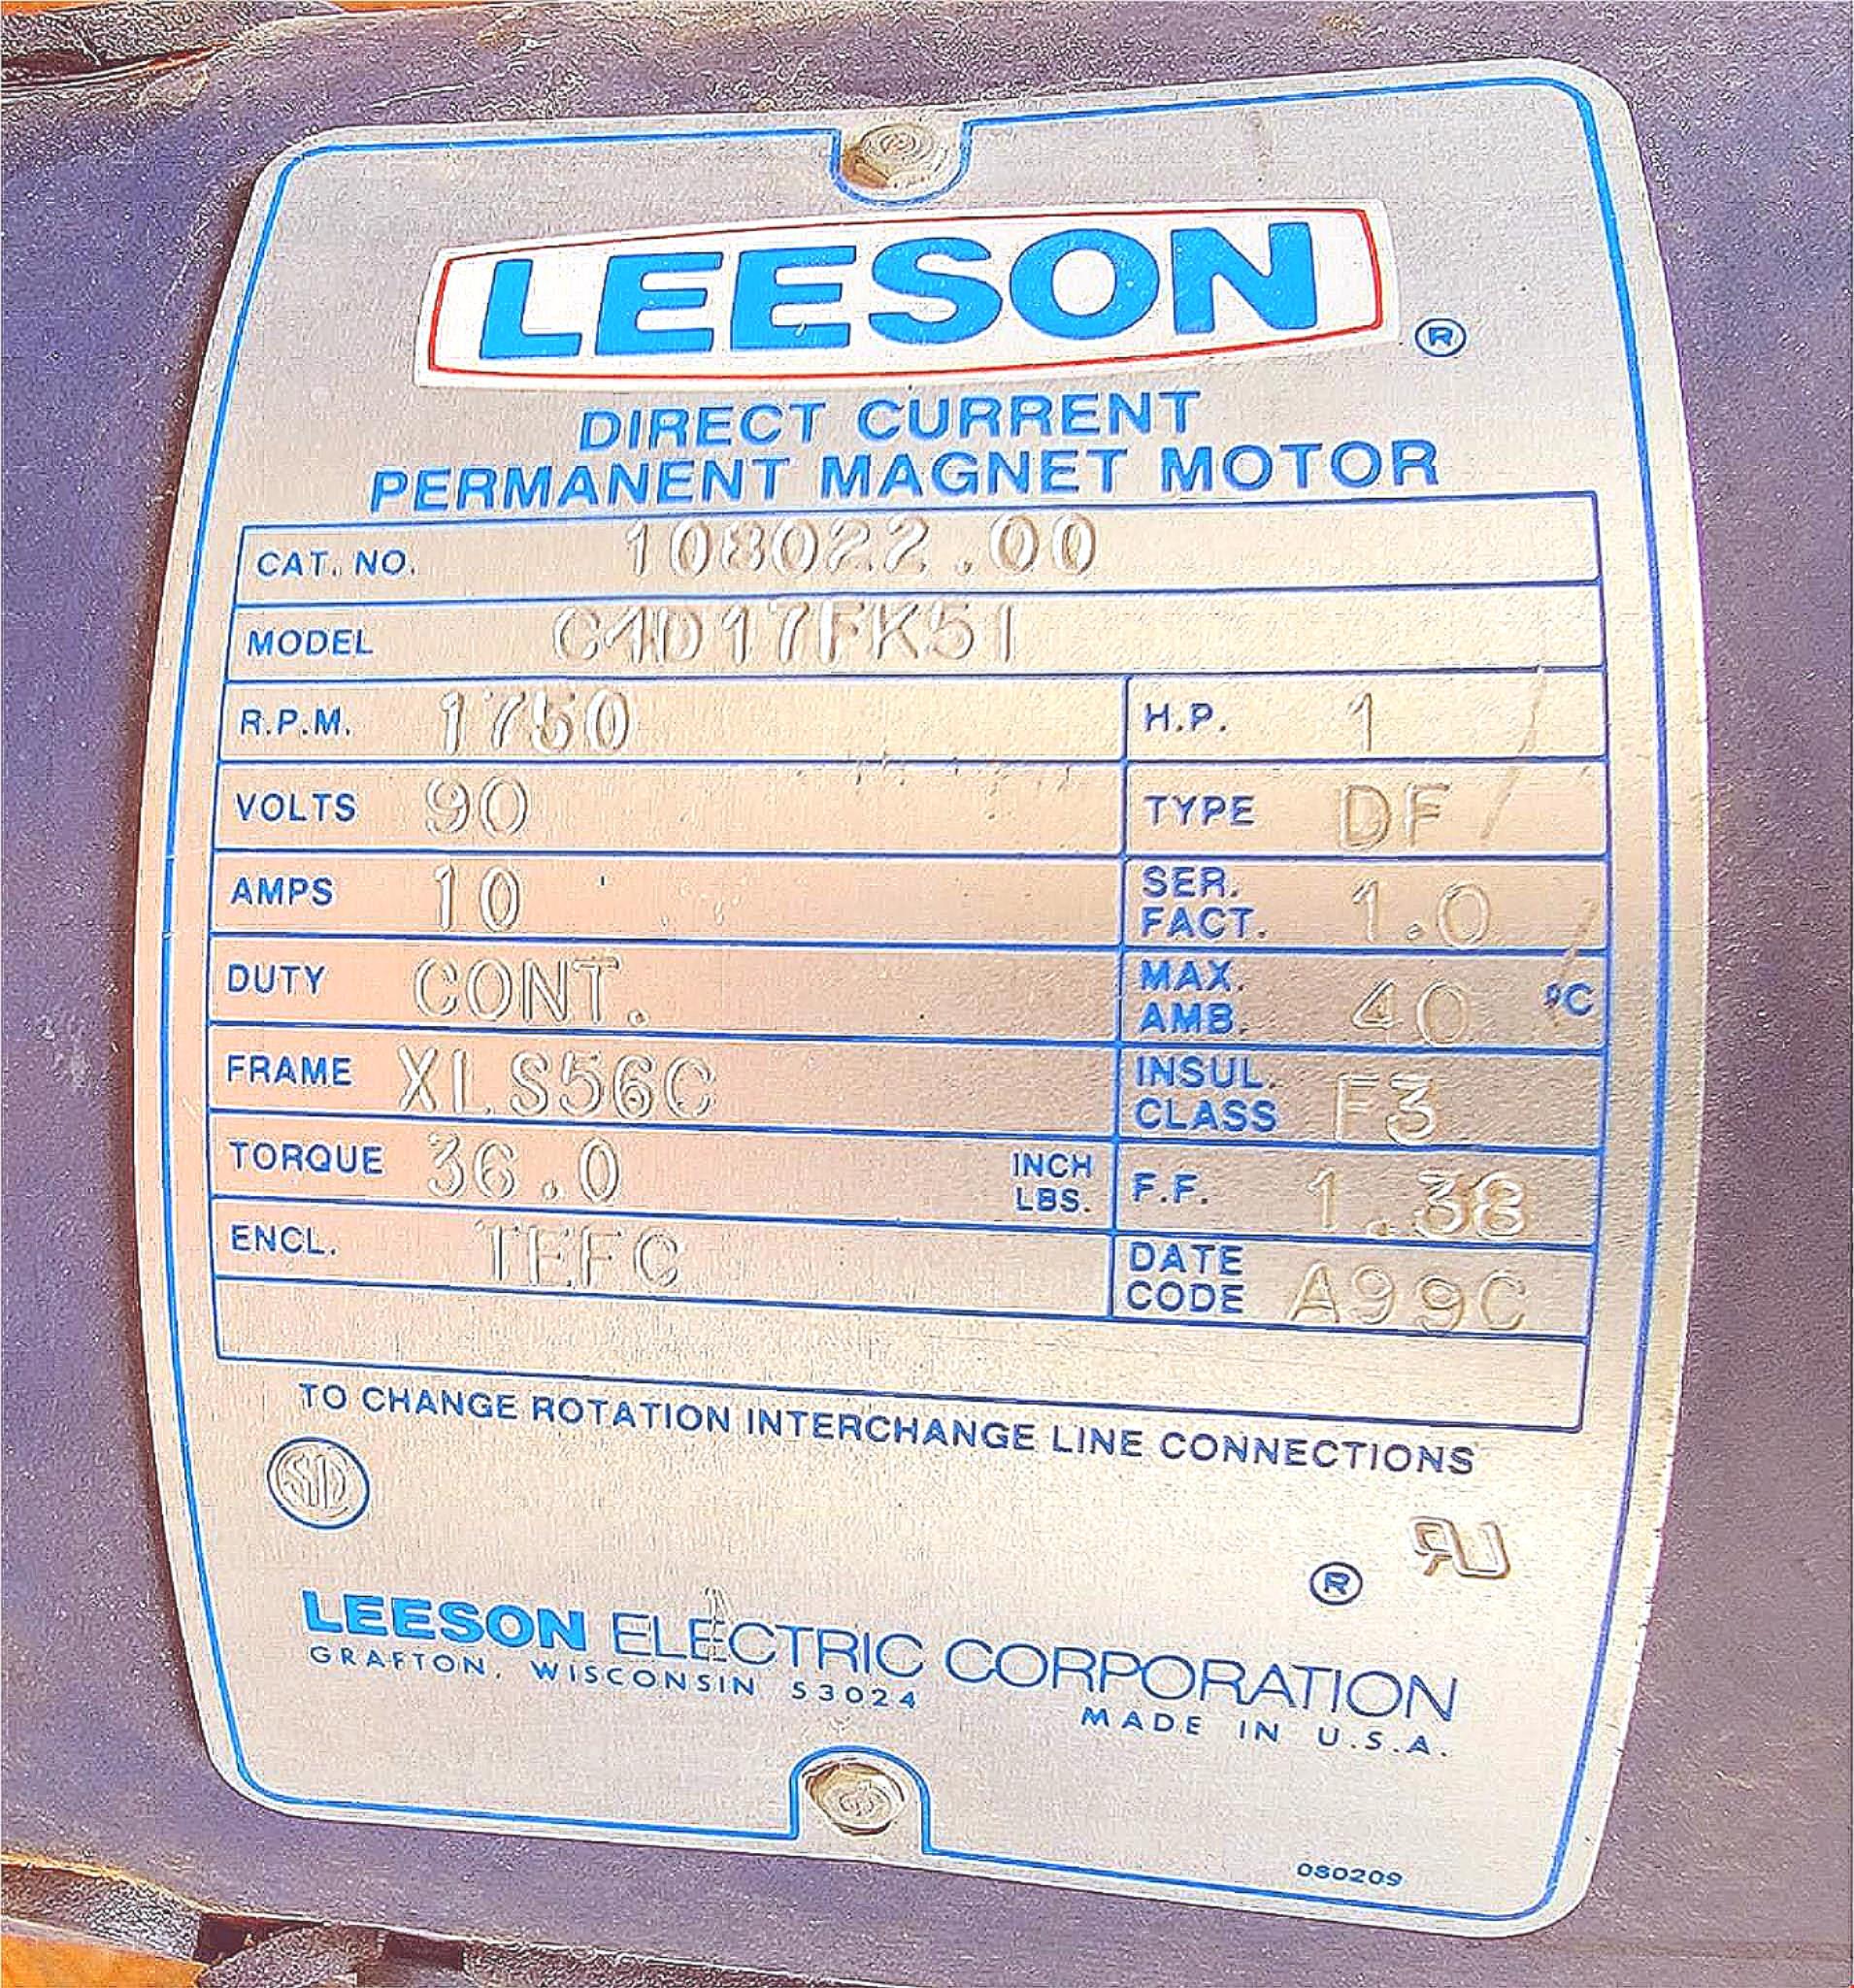 LEESON ®
DIRECT CURRENT
PERMANENT MAGNET MOTOR
CAT. NO. 108022.00
MODEL C4D17FK5I
R.P.M. 1750 H.P. 1
VOLTS 90 TYPE DF
AMPS 10 SER. FACT. 1.0
DUTY CONT. MAX. AMB. 40 °C
FRAME XLS56C INSUL. CLASS F3
TORQUE 36.0 INCH LBS. F.F. 1.38
ENCL. TEFC DATE CODE A99C
TO CHANGE ROTATION INTERCHANGE LINE CONNECTIONS
® RU
LEESON ELECTRIC CORPORATION
GRAFTON, WISCONSIN 53024
MADE IN U.S.A.
080209